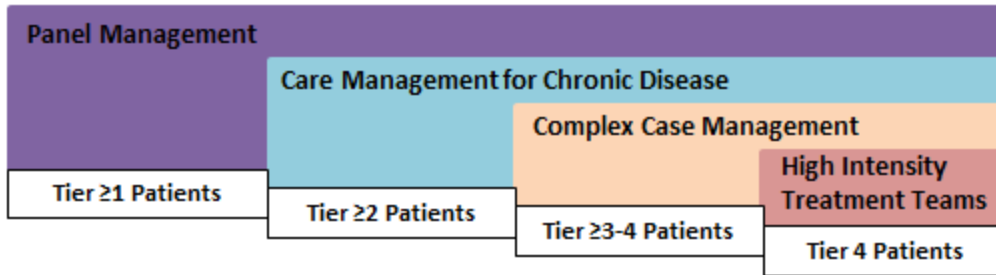 Panel Management
Care Management for Chronic Disease
Complex Case Management
High Intensity
Treatment Teams
Tier ≥1 Patients
Tier ≥2 Patients
Tier ≥3-4 Patients
Tier 4 Patients